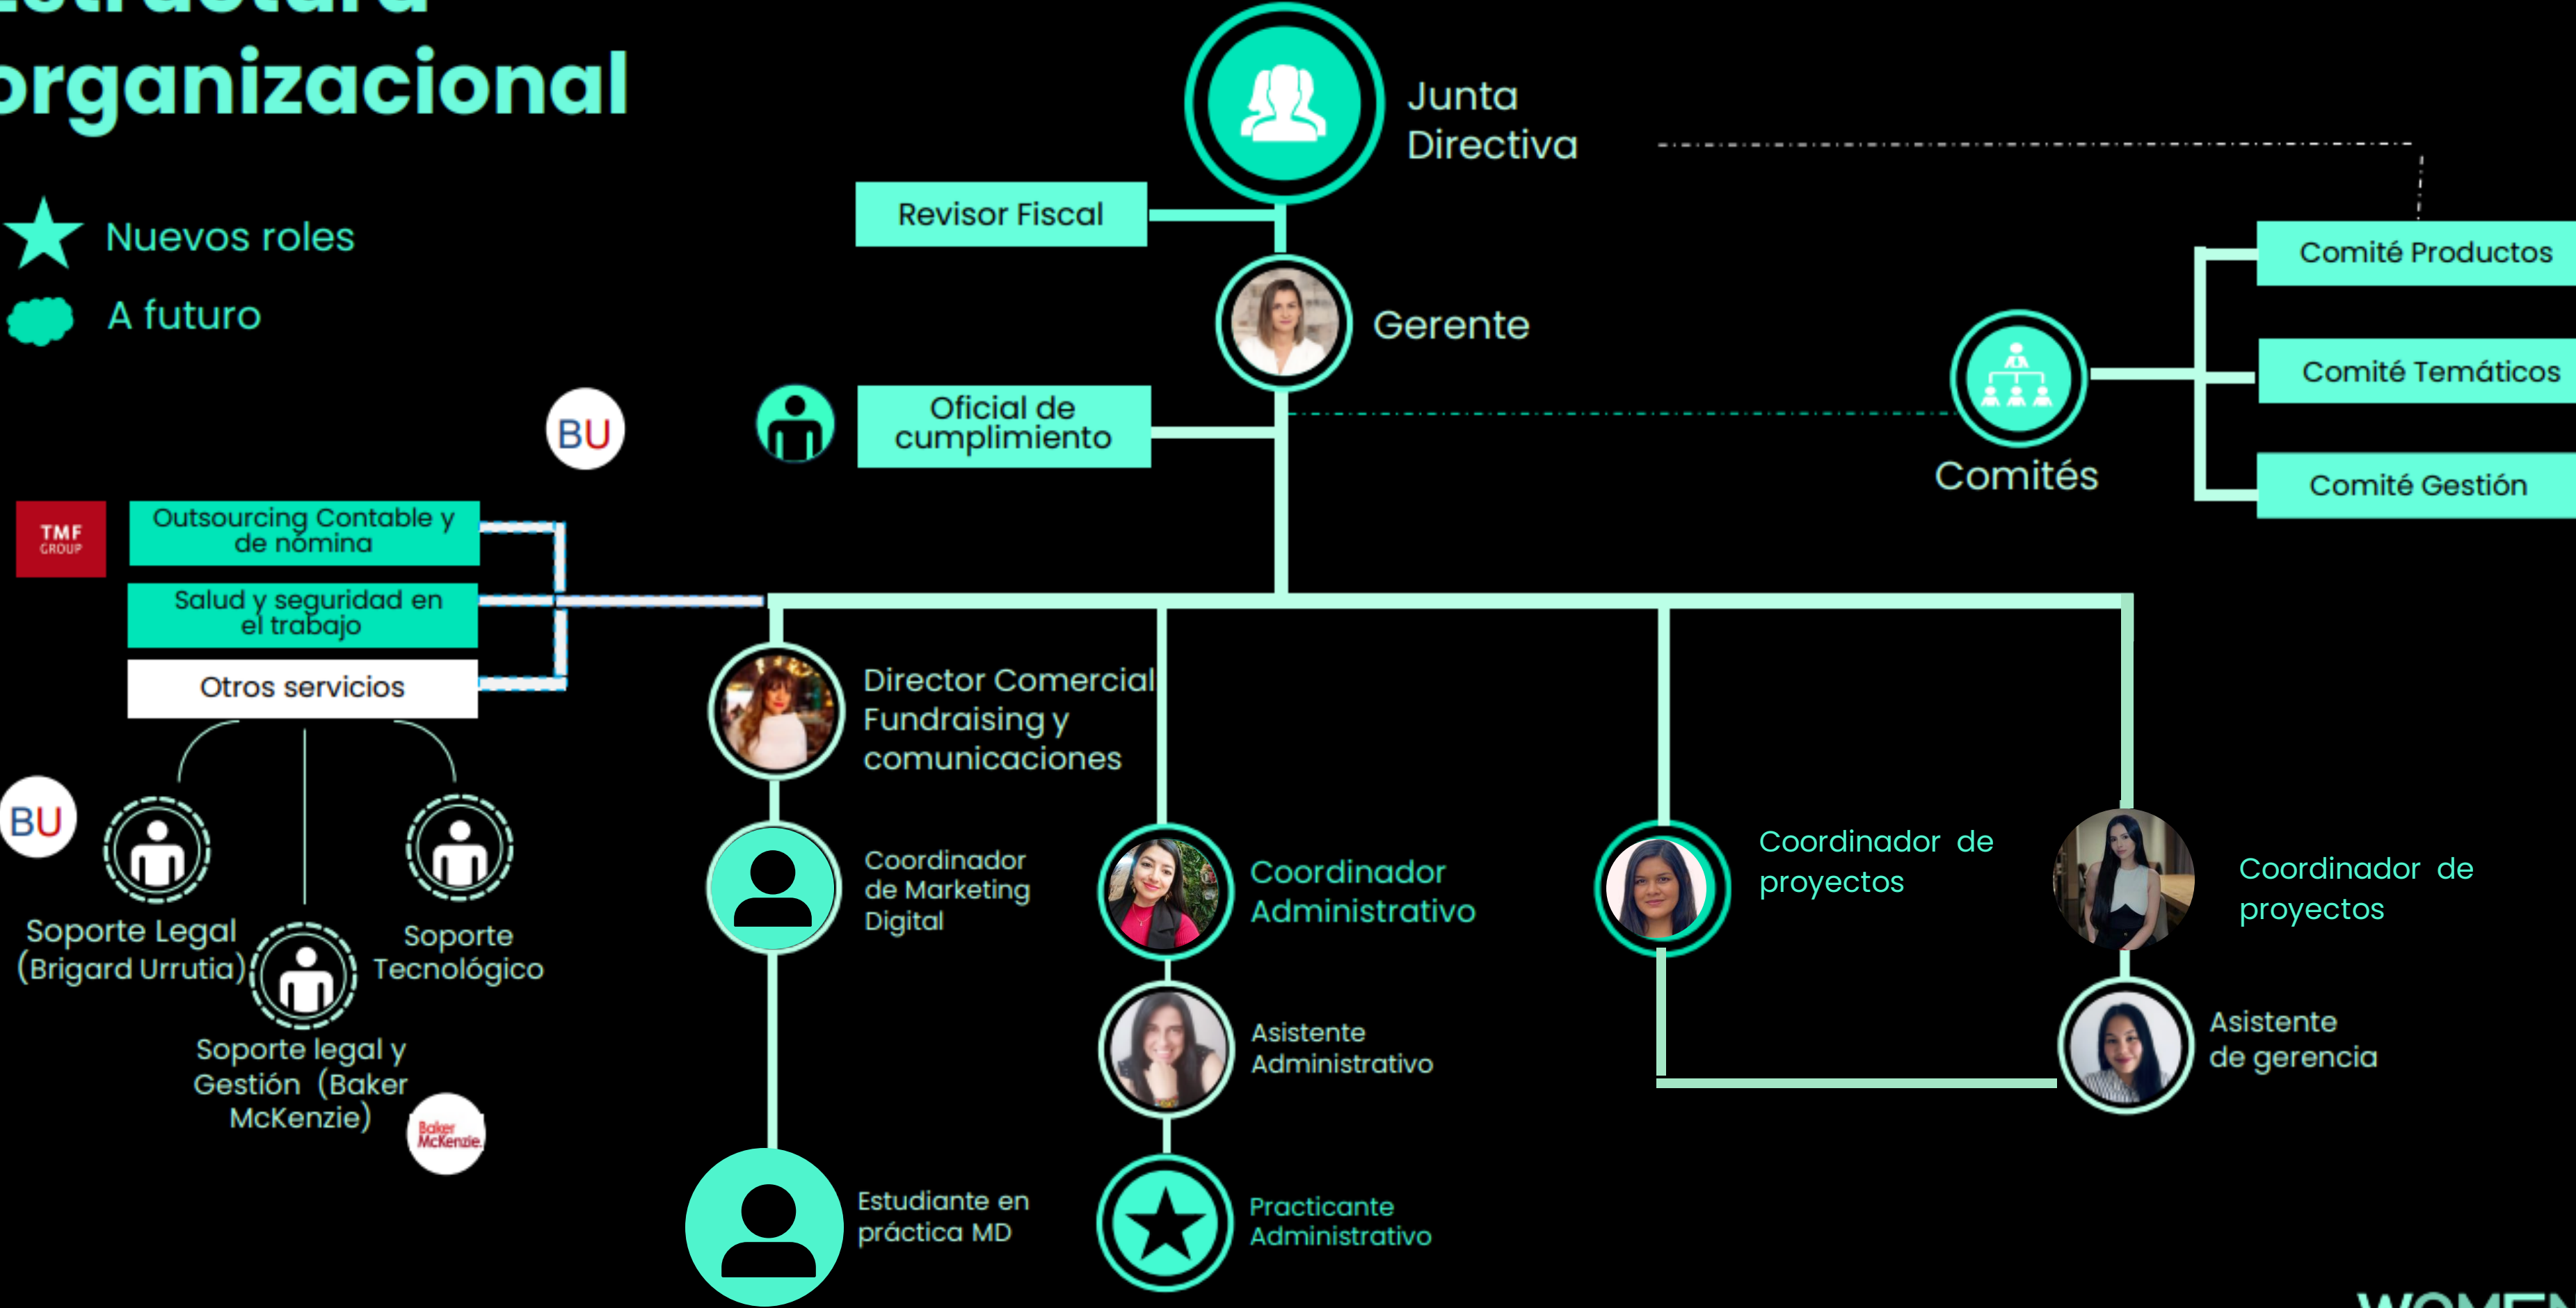 Estructura
organizacional
Nuevos roles
A futuro
Junta
Directiva
Revisor Fiscal
Gerente
Oficial de
cumplimiento
BU
Comités
Comité Productos
Comité Temáticos
Comité Gestión
TMF
GROUP
Outsourcing Contable y
de nómina
Salud y seguridad en
el trabajo
Otros servicios
BU
Soporte Legal
(Brigard Urrutia)
Soporte
Tecnológico
Soporte legal y
Gestión (Baker
McKenzie)
Baker
McKenzie.
Director Comercial
Fundraising y
comunicaciones
Coordinador
de Marketing
Digital
Estudiante en
práctica MD
Coordinador
Administrativo
Asistente
Administrativo
Practicante
Administrativo
Coordinador de
proyectos
Coordinador de
proyectos
Asistente
de gerencia
WOMEN